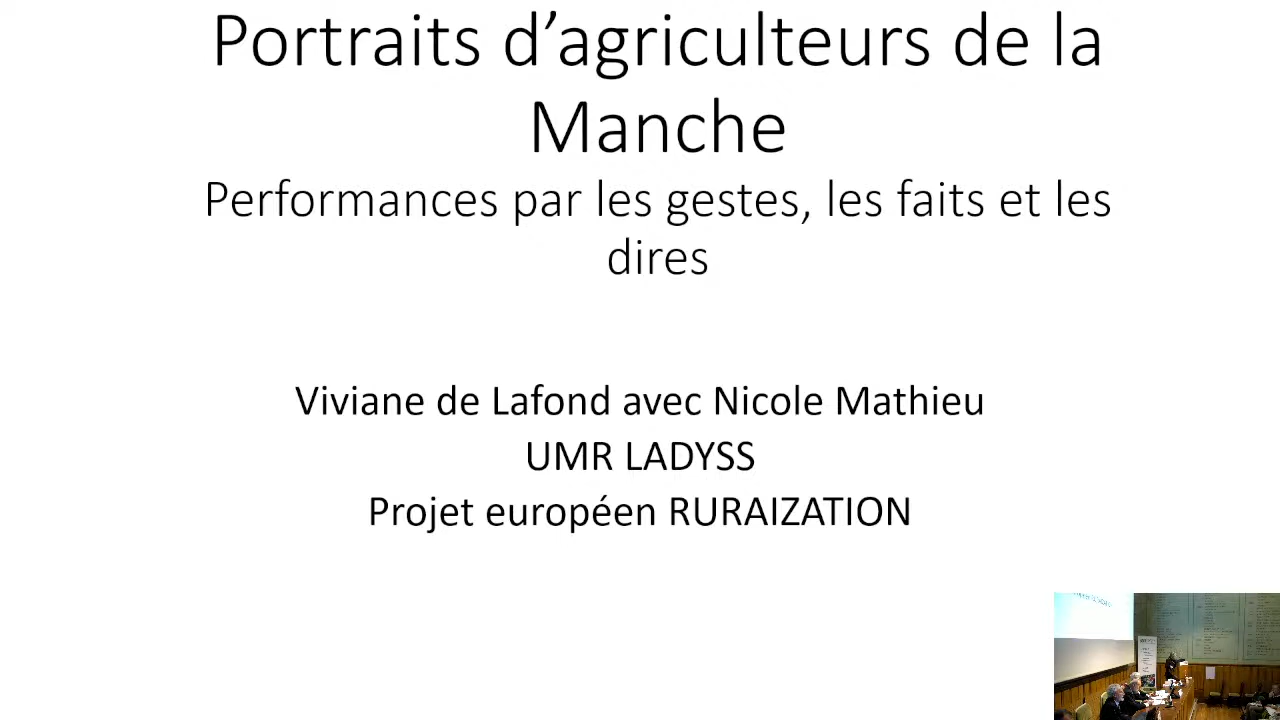 Portraits d’agriculteurs de la
Manche
Performances par les gestes, les faits et les
dires
Viviane de Lafond avec Nicole Mathieu
UMR LADYSS
Projet européen RURAIZATION